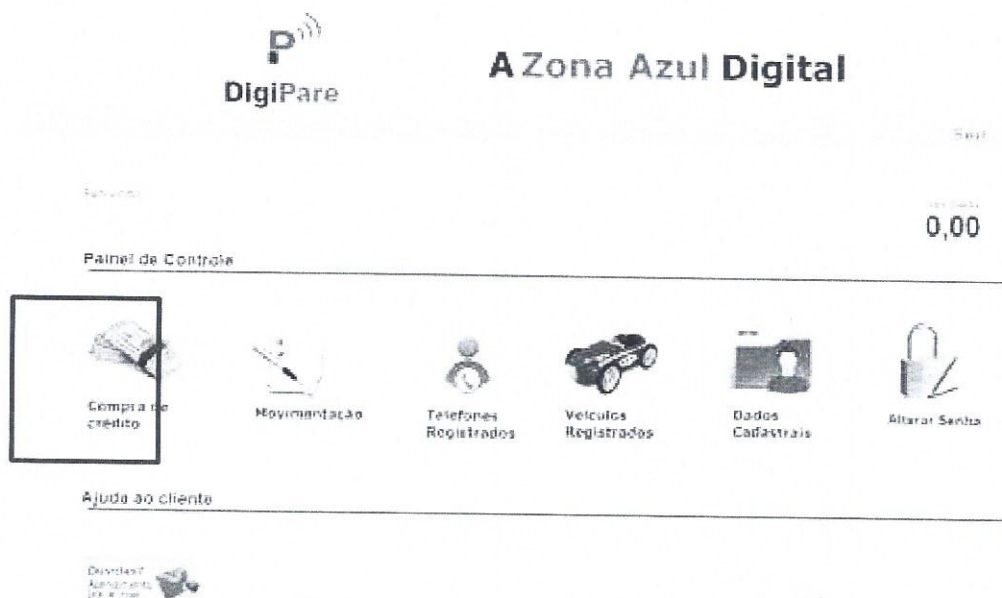 DigiPare
A Zona Azul Digital
0,00
Painel de Controle
Compra de
crédito
Movimentação
Telefones
Registrados
Veículos
Registrados
Dados
Cadastrais
Alterar Senha
Ajuda ao cliente